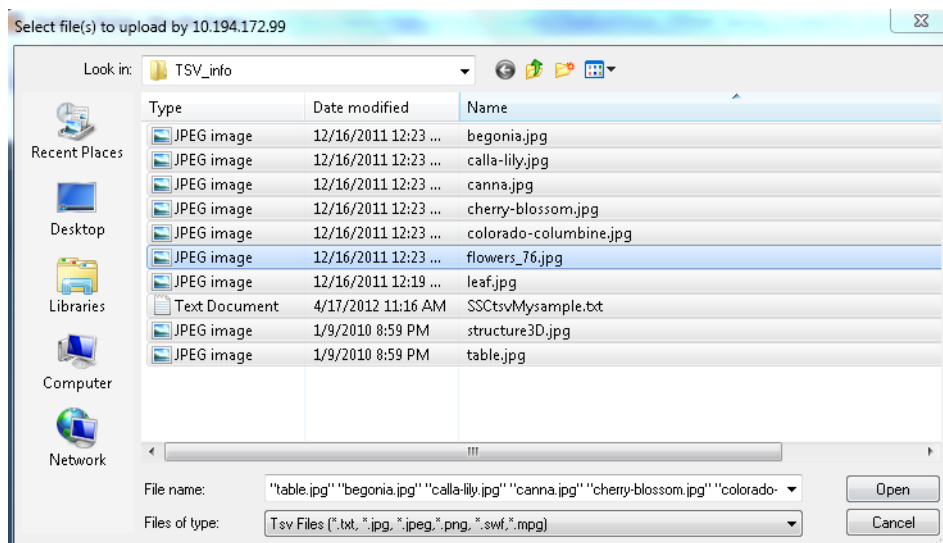 Select file(s) to upload by 10.194.172.99
Look in: TSV_info
Type Date modified Name
JPEG image 12/16/2011 12:23 ... begonia.jpg
JPEG image 12/16/2011 12:23 ... calla-lily.jpg
JPEG image 12/16/2011 12:23 ... canna.jpg
JPEG image 12/16/2011 12:23 ... cherry-blossom.jpg
JPEG image 12/16/2011 12:23 ... colorado-columbine.jpg
JPEG image 12/16/2011 12:23 ... flowers_76.jpg
JPEG image 12/16/2011 12:19 ... leaf.jpg
Text Document 4/17/2012 11:16 AM SSCtsvMysample.txt
JPEG image 1/9/2010 8:59 PM structure3D.jpg
JPEG image 1/9/2010 8:59 PM table.jpg
Recent Places
Desktop
Libraries
Computer
Network
File name: "table.jpg" "begonia.jpg" "calla-lily.jpg" "canna.jpg" "cherry-blossom.jpg" "colorado- Open
Files of type: Tsv Files (*.txt, *.jpg, *.jpeg,*.png, *.swf,*.mpg) Cancel